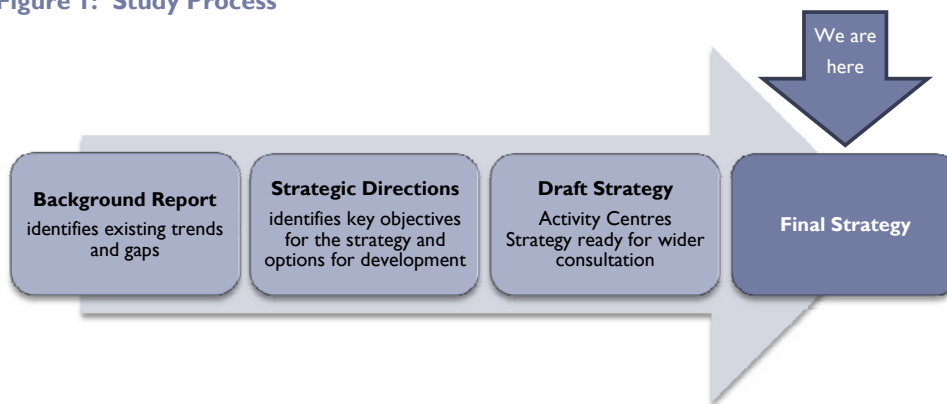 Figure 1: Study Process
We are
here
Background Report
identifies existing trends
and gaps
Strategic Directions
identifies key objectives
for the strategy and
options for development
Draft Strategy
Activity Centres
Strategy ready for wider
consultation
Final Strategy